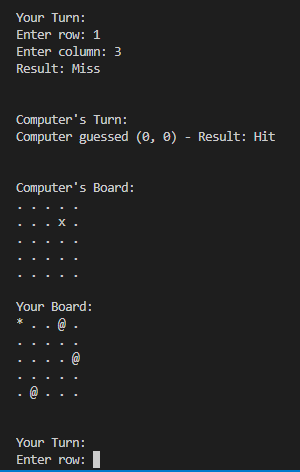 Your Turn:
Enter row: 1
Enter column: 3
Result: Miss
Computer's Turn:
Computer guessed (0, 0) - Result: Hit
Computer's Board:
. . . . .
. . . x .
. . . . .
. . . . .
. . . . .
Your Board:
* . . @ .
. . . . .
. . . . @
. . . . .
. @ . . .
Your Turn:
Enter row: